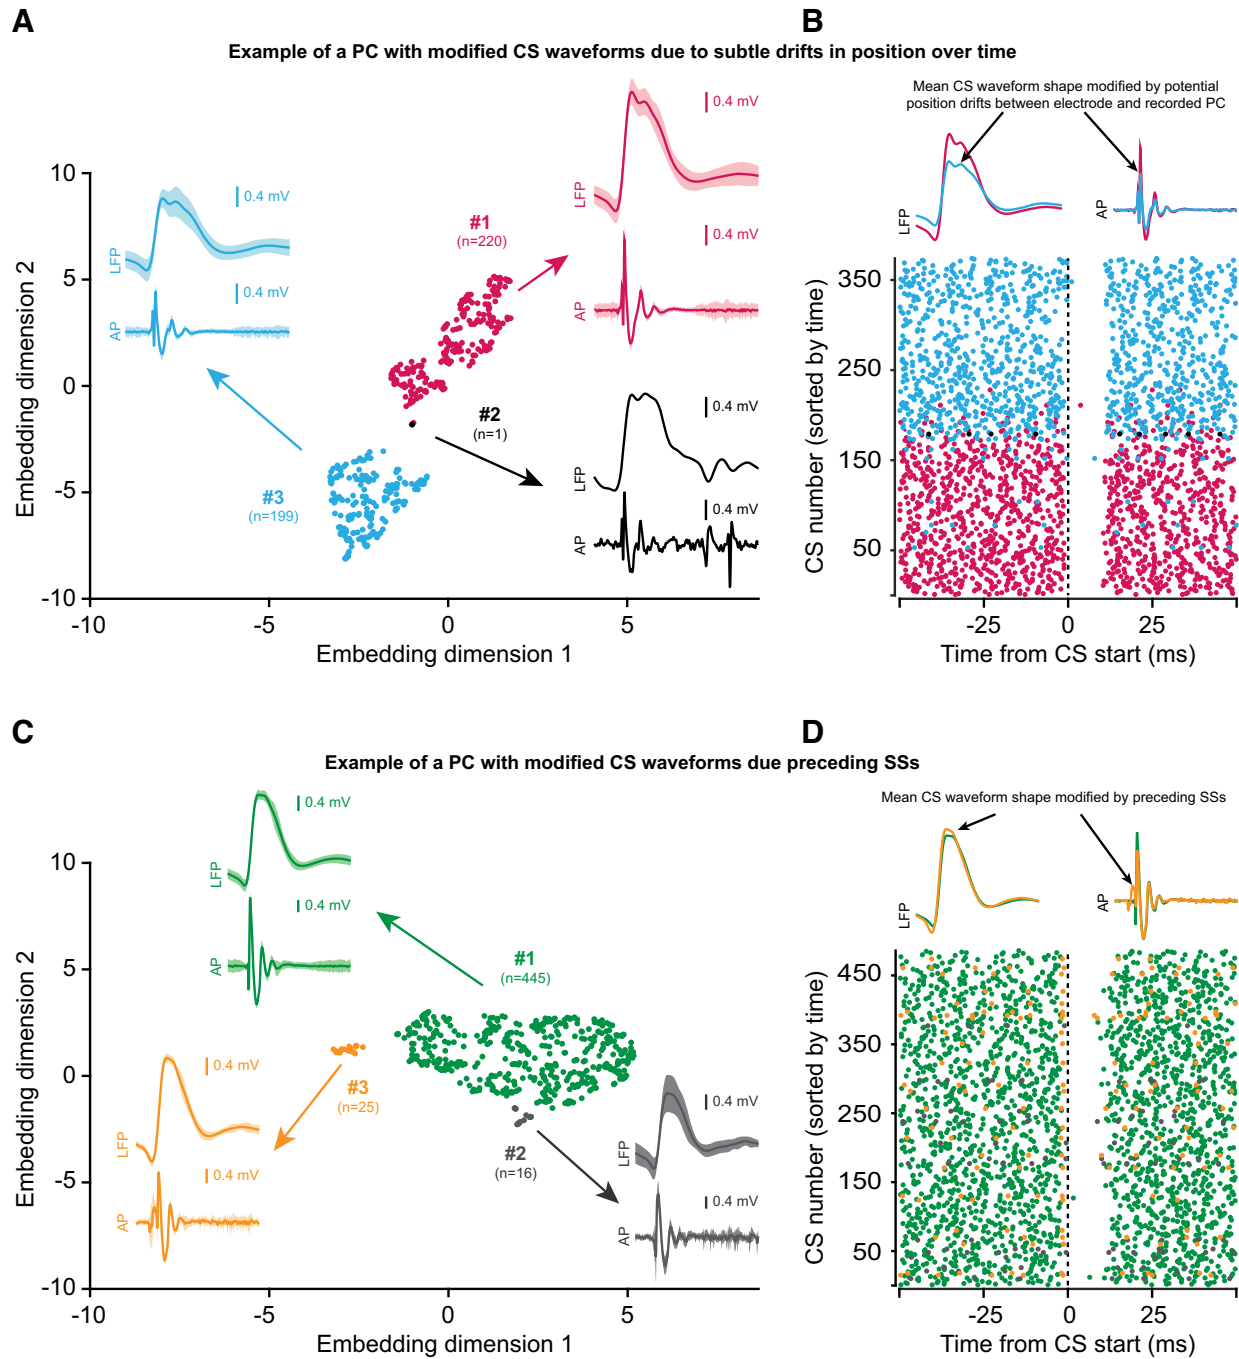 A
B
Example of a PC with modified CS waveforms due to subtle drifts in position over time
Mean CS waveform shape modified by potential
position drifts between electrode and recorded PC
0.4 mV
LFP
0.4 mV
AP
0.4 mV
LFP
0.4 mV
AP
#1
(n=220)
#2
(n=1)
#3
(n=199)
0.4 mV
LFP
0.4 mV
AP
10
5
0
-5
-10
Embedding dimension 2
-10
-5
0
5
Embedding dimension 1
LFP
AP
350
250
150
50
CS number (sorted by time)
-25
0
25
Time from CS start (ms)
C
D
Example of a PC with modified CS waveforms due preceding SSs
Mean CS waveform shape modified by preceding SSs
0.4 mV
LFP
0.4 mV
AP
#1
(n=445)
0.4 mV
LFP
0.4 mV
AP
#3
(n=25)
#2
(n=16)
0.4 mV
LFP
0.4 mV
AP
10
5
0
-5
-10
Embedding dimension 2
-10
-5
0
5
Embedding dimension 1
LFP
AP
450
350
250
150
50
CS number (sorted by time)
-25
0
25
Time from CS start (ms)